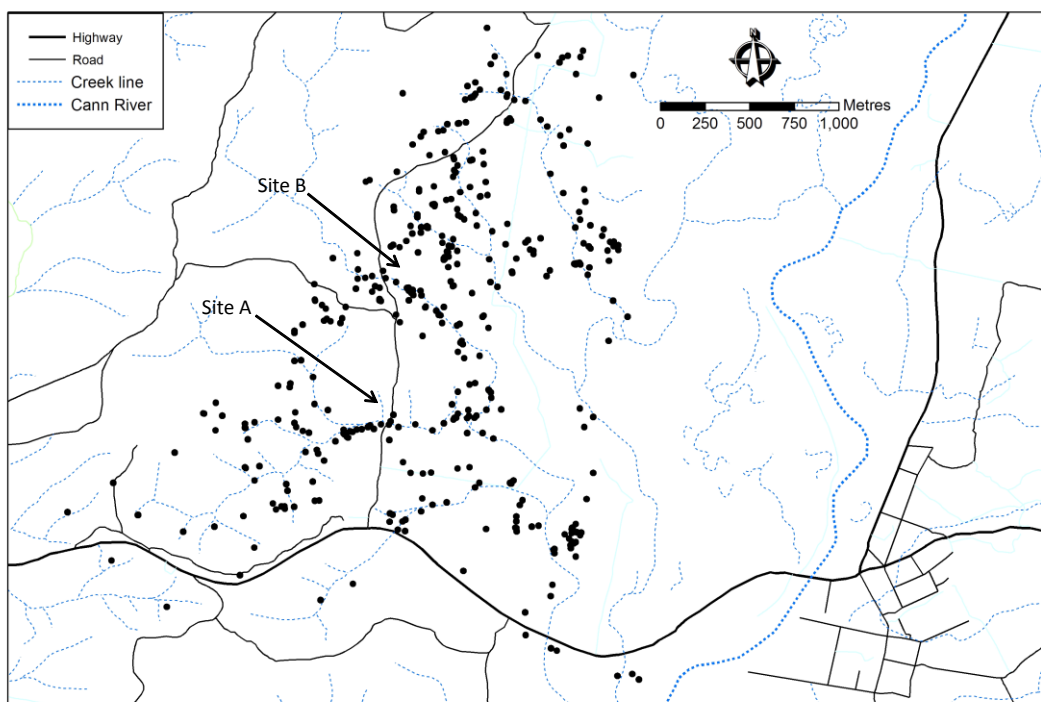 Highway
Road
Creek line
Cann River
N
Metres
0 250 500 750 1,000
Site B
Site A